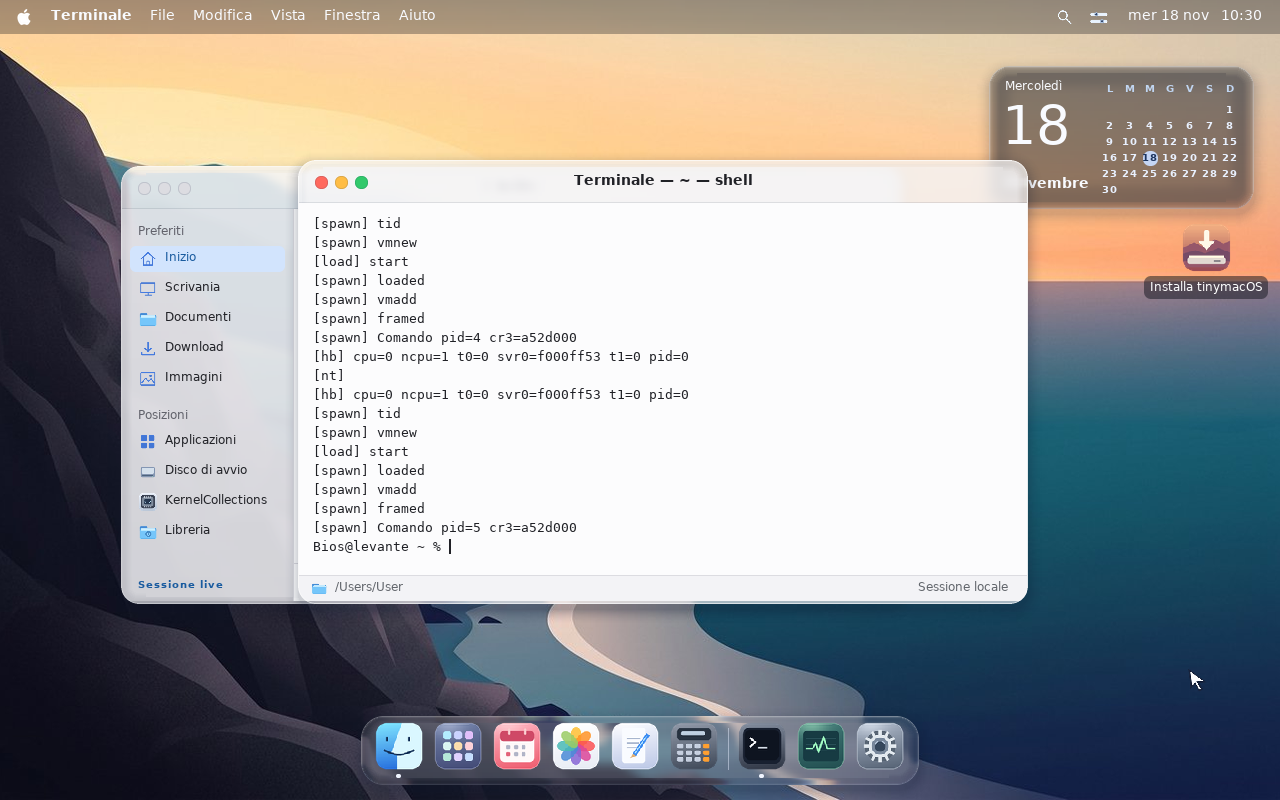 Terminale File Modifica Vista Finestra Aiuto mer 18 nov 10:30
Mercoledì
18
L M M G V S D
1
2 3 4 5 6 7 8
9 10 11 12 13 14 15
16 17 18 19 20 21 22
23 24 25 26 27 28 29
30
vembre
Installa tinymacOS
Preferiti
Inizio
Scrivania
Documenti
Download
Immagini
Posizioni
Applicazioni
Disco di avvio
KernelCollections
Libreria
Sessione live
Terminale — ~ — shell
[spawn] tid
[spawn] vmnew
[load] start
[spawn] loaded
[spawn] vmadd
[spawn] framed
[spawn] Comando pid=4 cr3=a52d000
[hb] cpu=0 ncpu=1 t0=0 svr0=f000ff53 t1=0 pid=0
[nt]
[hb] cpu=0 ncpu=1 t0=0 svr0=f000ff53 t1=0 pid=0
[spawn] tid
[spawn] vmnew
[load] start
[spawn] loaded
[spawn] vmadd
[spawn] framed
[spawn] Comando pid=5 cr3=a52d000
Bios@levante ~ %
/Users/User Sessione locale
>_